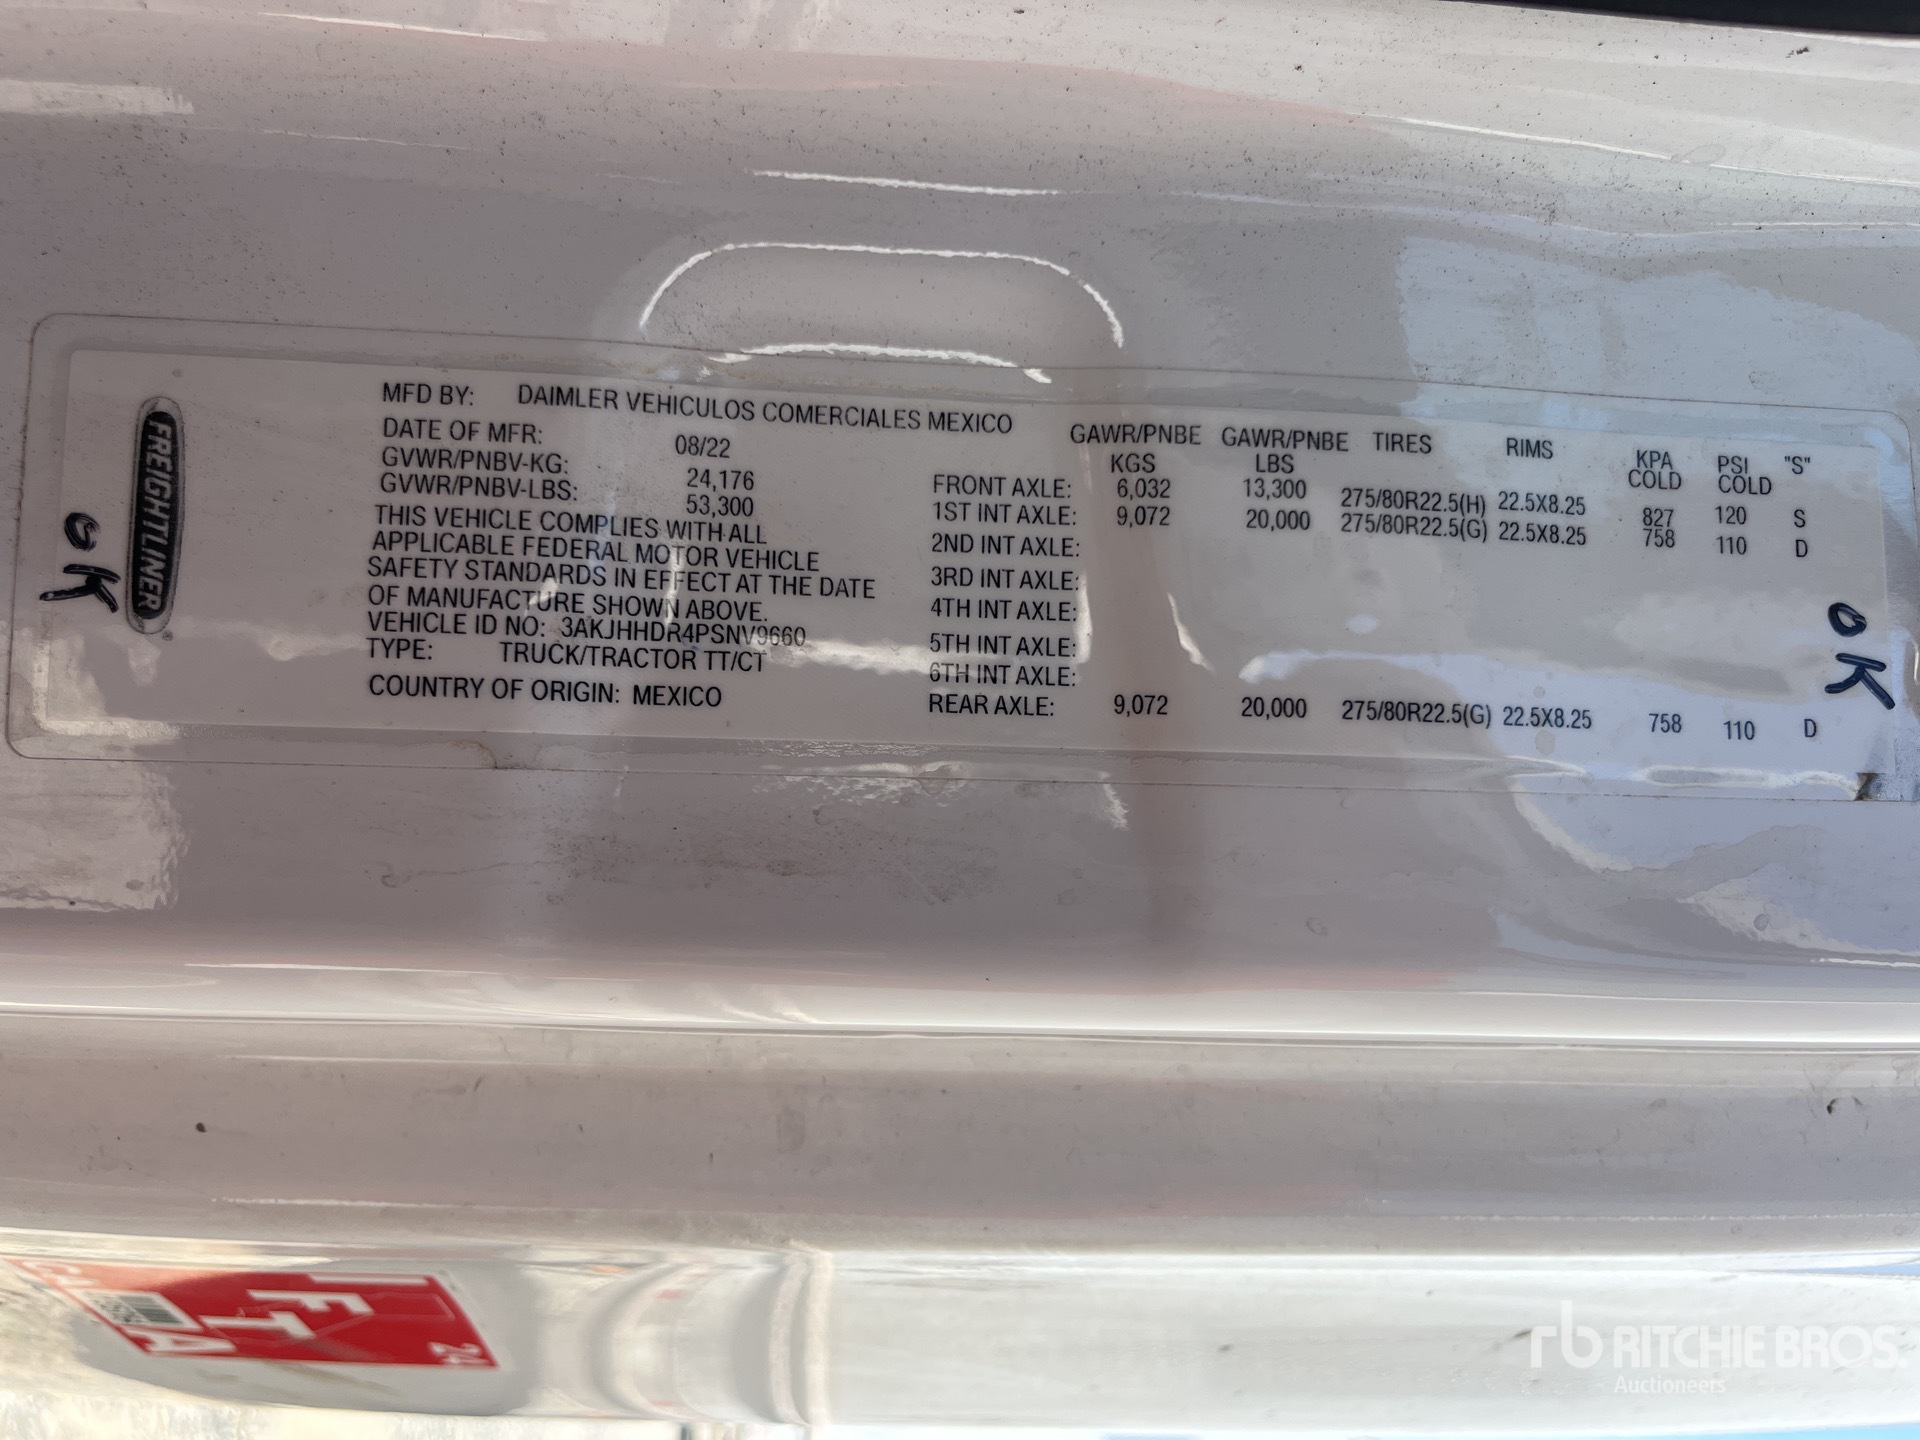 FREIGHTLINER
OK
MFD BY: DAIMLER VEHICULOS COMERCIALES MEXICO
DATE OF MFR: 08/22
GVWR/PNBV-KG: 24,176
GVWR/PNBV-LBS: 53,300
THIS VEHICLE COMPLIES WITH ALL
APPLICABLE FEDERAL MOTOR VEHICLE
SAFETY STANDARDS IN EFFECT AT THE DATE
OF MANUFACTURE SHOWN ABOVE.
VEHICLE ID NO: 3AKJHHDR4PSNV9660
TYPE: TRUCK/TRACTOR TT/CT
COUNTRY OF ORIGIN: MEXICO
GAWR/PNBE KGS GAWR/PNBE LBS TIRES RIMS KPA COLD PSI COLD "S"
FRONT AXLE: 6,032 13,300 275/80R22.5(H) 22.5X8.25 827 120 S
1ST INT AXLE: 9,072 20,000 275/80R22.5(G) 22.5X8.25 758 110 D
2ND INT AXLE:
3RD INT AXLE:
4TH INT AXLE:
5TH INT AXLE:
6TH INT AXLE:
REAR AXLE: 9,072 20,000 275/80R22.5(G) 22.5X8.25 758 110 D
OK
IFTA
24
rb RITCHIE BROS.
Auctioneers